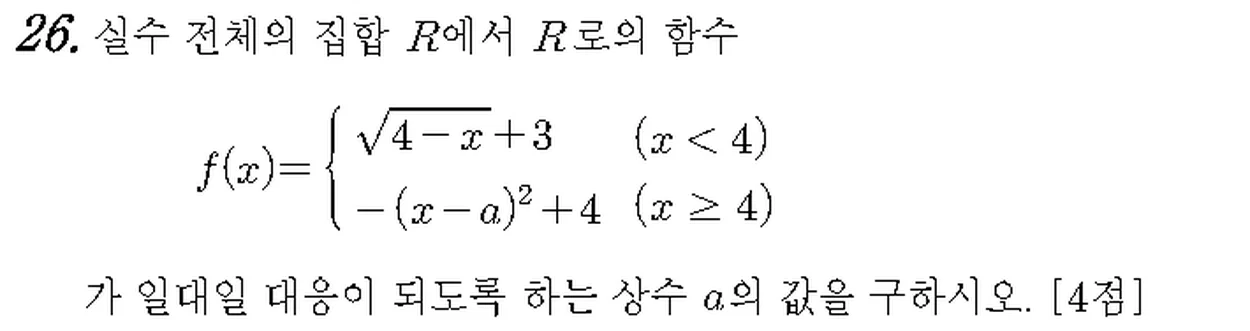 26. 실수 전체의 집합 R에서 R로의 함수
f(x)= { √(4-x)+3 (x < 4)
-(x-a)²+4 (x ≥ 4)
가 일대일 대응이 되도록 하는 상수 a의 값을 구하시오. [4점]